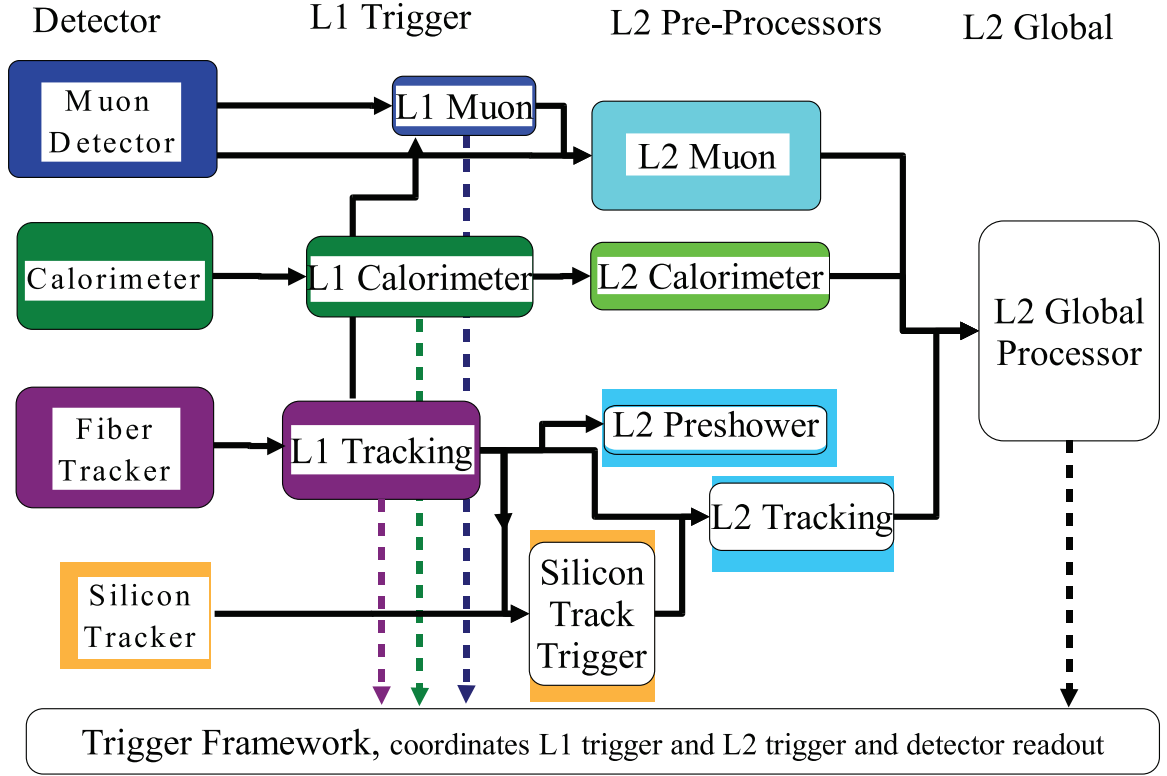 Detector
L1 Trigger
L2 Pre-Processors
L2 Global
Muon
Detector
L1 Muon
L2 Muon
Calorimeter
L1 Calorimeter
L2 Calorimeter
L2 Global
Processor
Fiber
Tracker
L1 Tracking
L2 Preshower
L2 Tracking
Silicon
Tracker
Silicon
Track
Trigger
Trigger Framework, coordinates L1 trigger and L2 trigger and detector readout